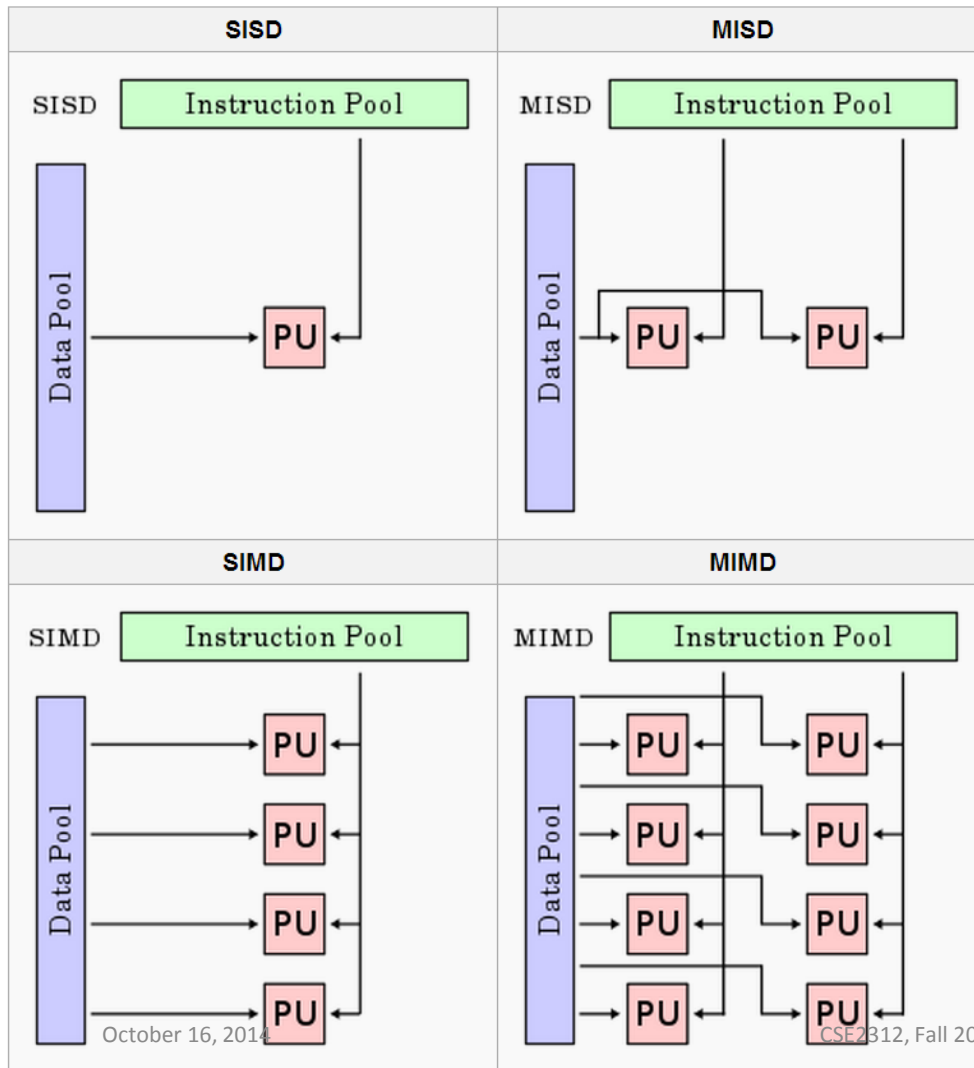 SISD
MISD
SISD
Instruction Pool
Data Pool
PU
MISD
Instruction Pool
Data Pool
PU
PU
SIMD
MIMD
SIMD
Instruction Pool
Data Pool
PU
PU
PU
PU
MIMD
Instruction Pool
Data Pool
PU
PU
PU
PU
PU
PU
PU
PU
October 16, 2014
CSE2312, Fall 20